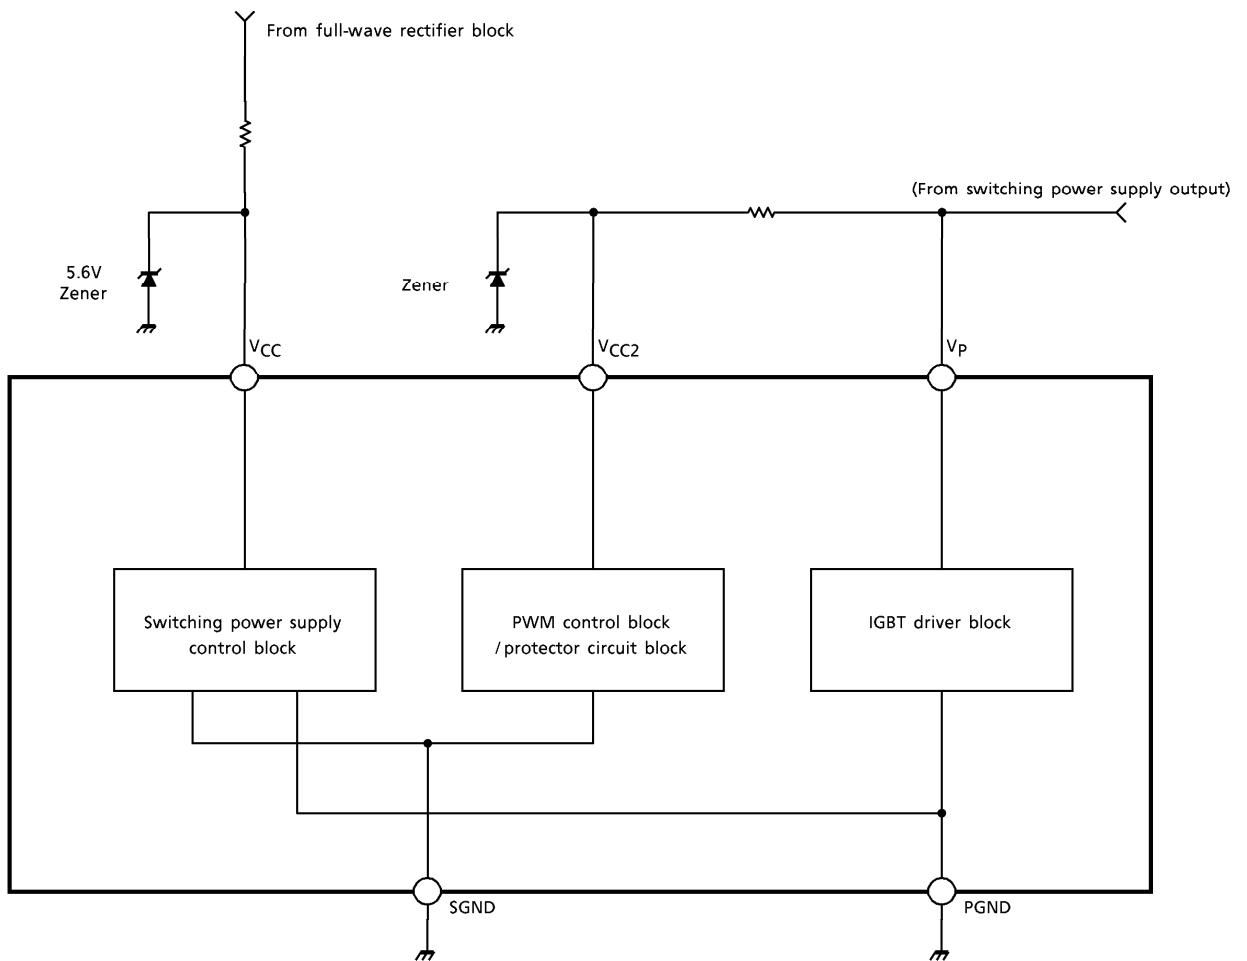 From full-wave rectifier block
(From switching power supply output)
5.6V
Zener
Zener
VCC
VCC2
VP
Switching power supply
control block
PWM control block
/protector circuit block
IGBT driver block
SGND
PGND